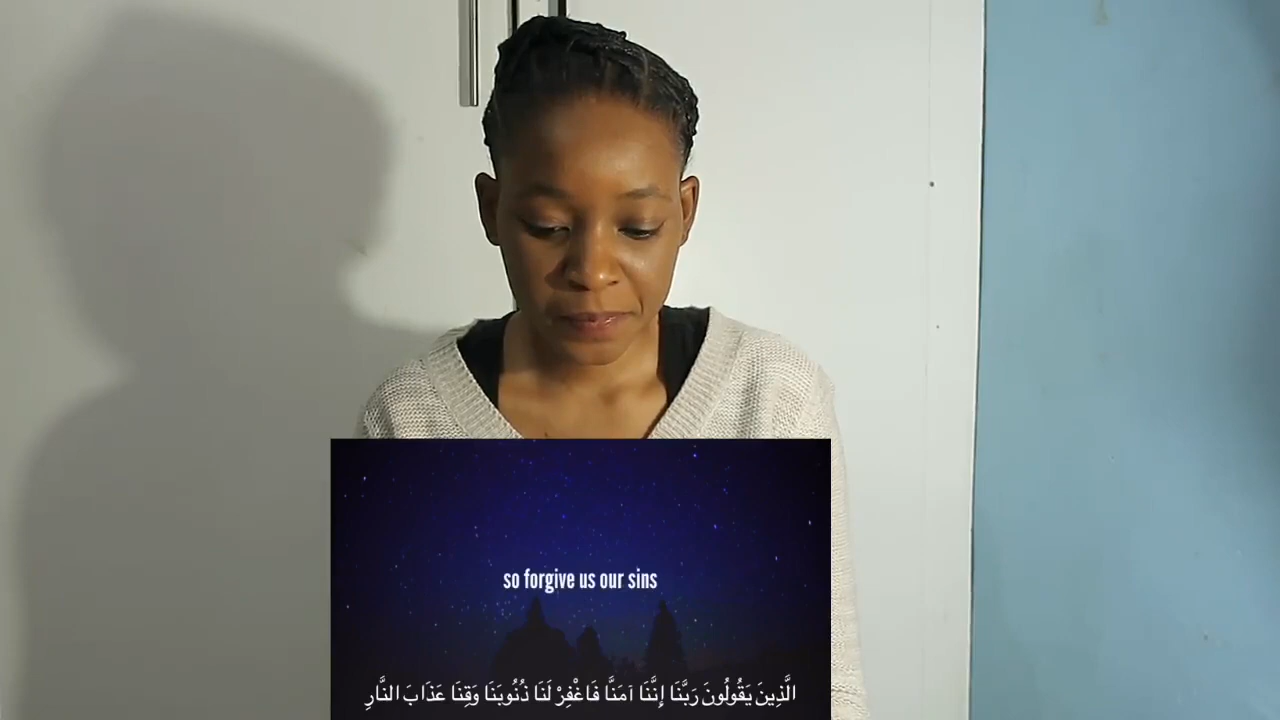 so forgive us our sins
الَّذِينَ يَقُولُونَ رَبَّنَا إِنَّنَا آمَنَّا فَاغْفِرْ لَنَا ذُنُوبَنَا وَقِنَا عَذَابَ النَّارِ